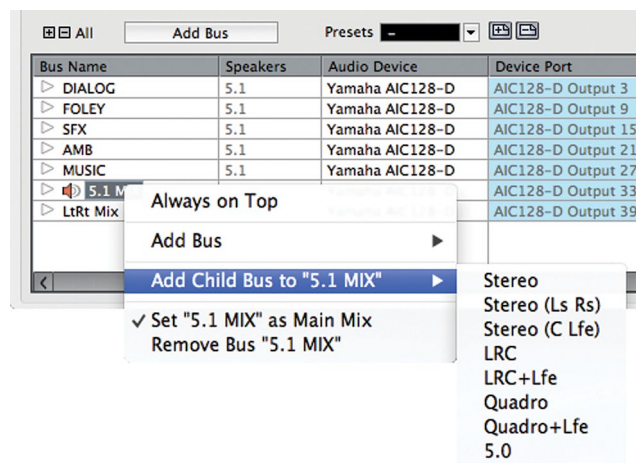 All Add Bus Presets -
Bus Name Speakers Audio Device Device Port
DIALOG 5.1 Yamaha AIC128-D AIC128-D Output 3
FOLEY 5.1 Yamaha AIC128-D AIC128-D Output 9
SFX 5.1 Yamaha AIC128-D AIC128-D Output 15
AMB 5.1 Yamaha AIC128-D AIC128-D Output 21
MUSIC 5.1 Yamaha AIC128-D AIC128-D Output 27
5.1 M AIC128-D Output 33
LtRt Mix AIC128-D Output 39
Always on Top
Add Bus
Add Child Bus to "5.1 MIX"
✓ Set "5.1 MIX" as Main Mix
Remove Bus "5.1 MIX"
Stereo
Stereo (Ls Rs)
Stereo (C Lfe)
LRC
LRC+Lfe
Quadro
Quadro+Lfe
5.0